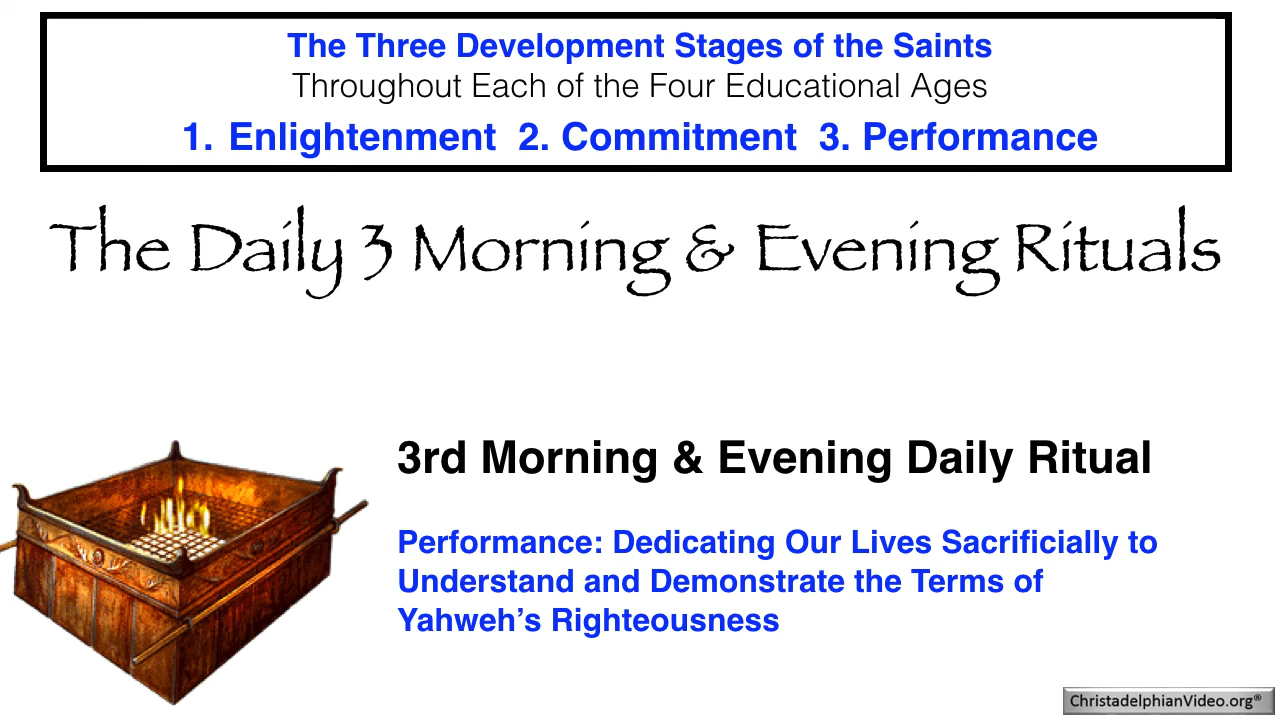 The Three Development Stages of the Saints
Throughout Each of the Four Educational Ages
1. Enlightenment 2. Commitment 3. Performance
The Daily 3 Morning & Evening Rituals
3rd Morning & Evening Daily Ritual
Performance: Dedicating Our Lives Sacrificially to
Understand and Demonstrate the Terms of
Yahweh’s Righteousness
ChristadelphianVideo.org®